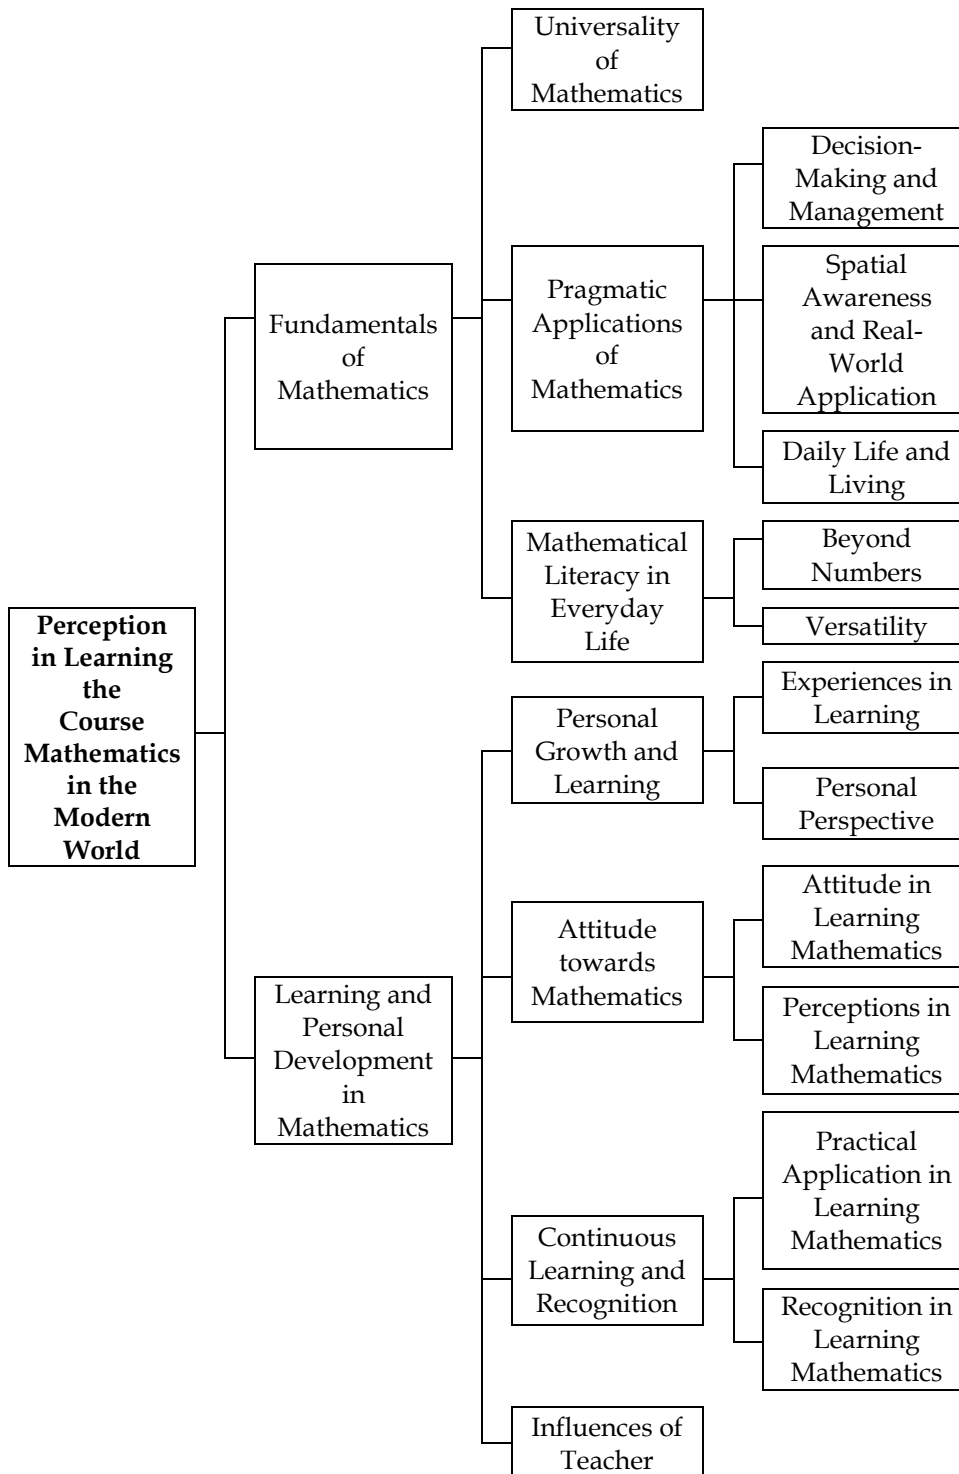 Universality
of
Mathematics
Decision-
Making and
Management
Spatial
Awareness
and Real-
World
Application
Pragmatic
Applications
of
Mathematics
Fundamentals
of
Mathematics
Daily Life and
Living
Mathematical
Literacy in
Everyday
Life
Beyond
Numbers
Versatility
Perception
in Learning
the
Course
Mathematics
in the
Modern
World
Personal
Growth and
Learning
Experiences in
Learning
Personal
Perspective
Attitude
towards
Mathematics
Attitude in
Learning
Mathematics
Perceptions in
Learning
Mathematics
Learning and
Personal
Development
in
Mathematics
Practical
Application in
Learning
Mathematics
Continuous
Learning and
Recognition
Recognition in
Learning
Mathematics
Influences of
Teacher